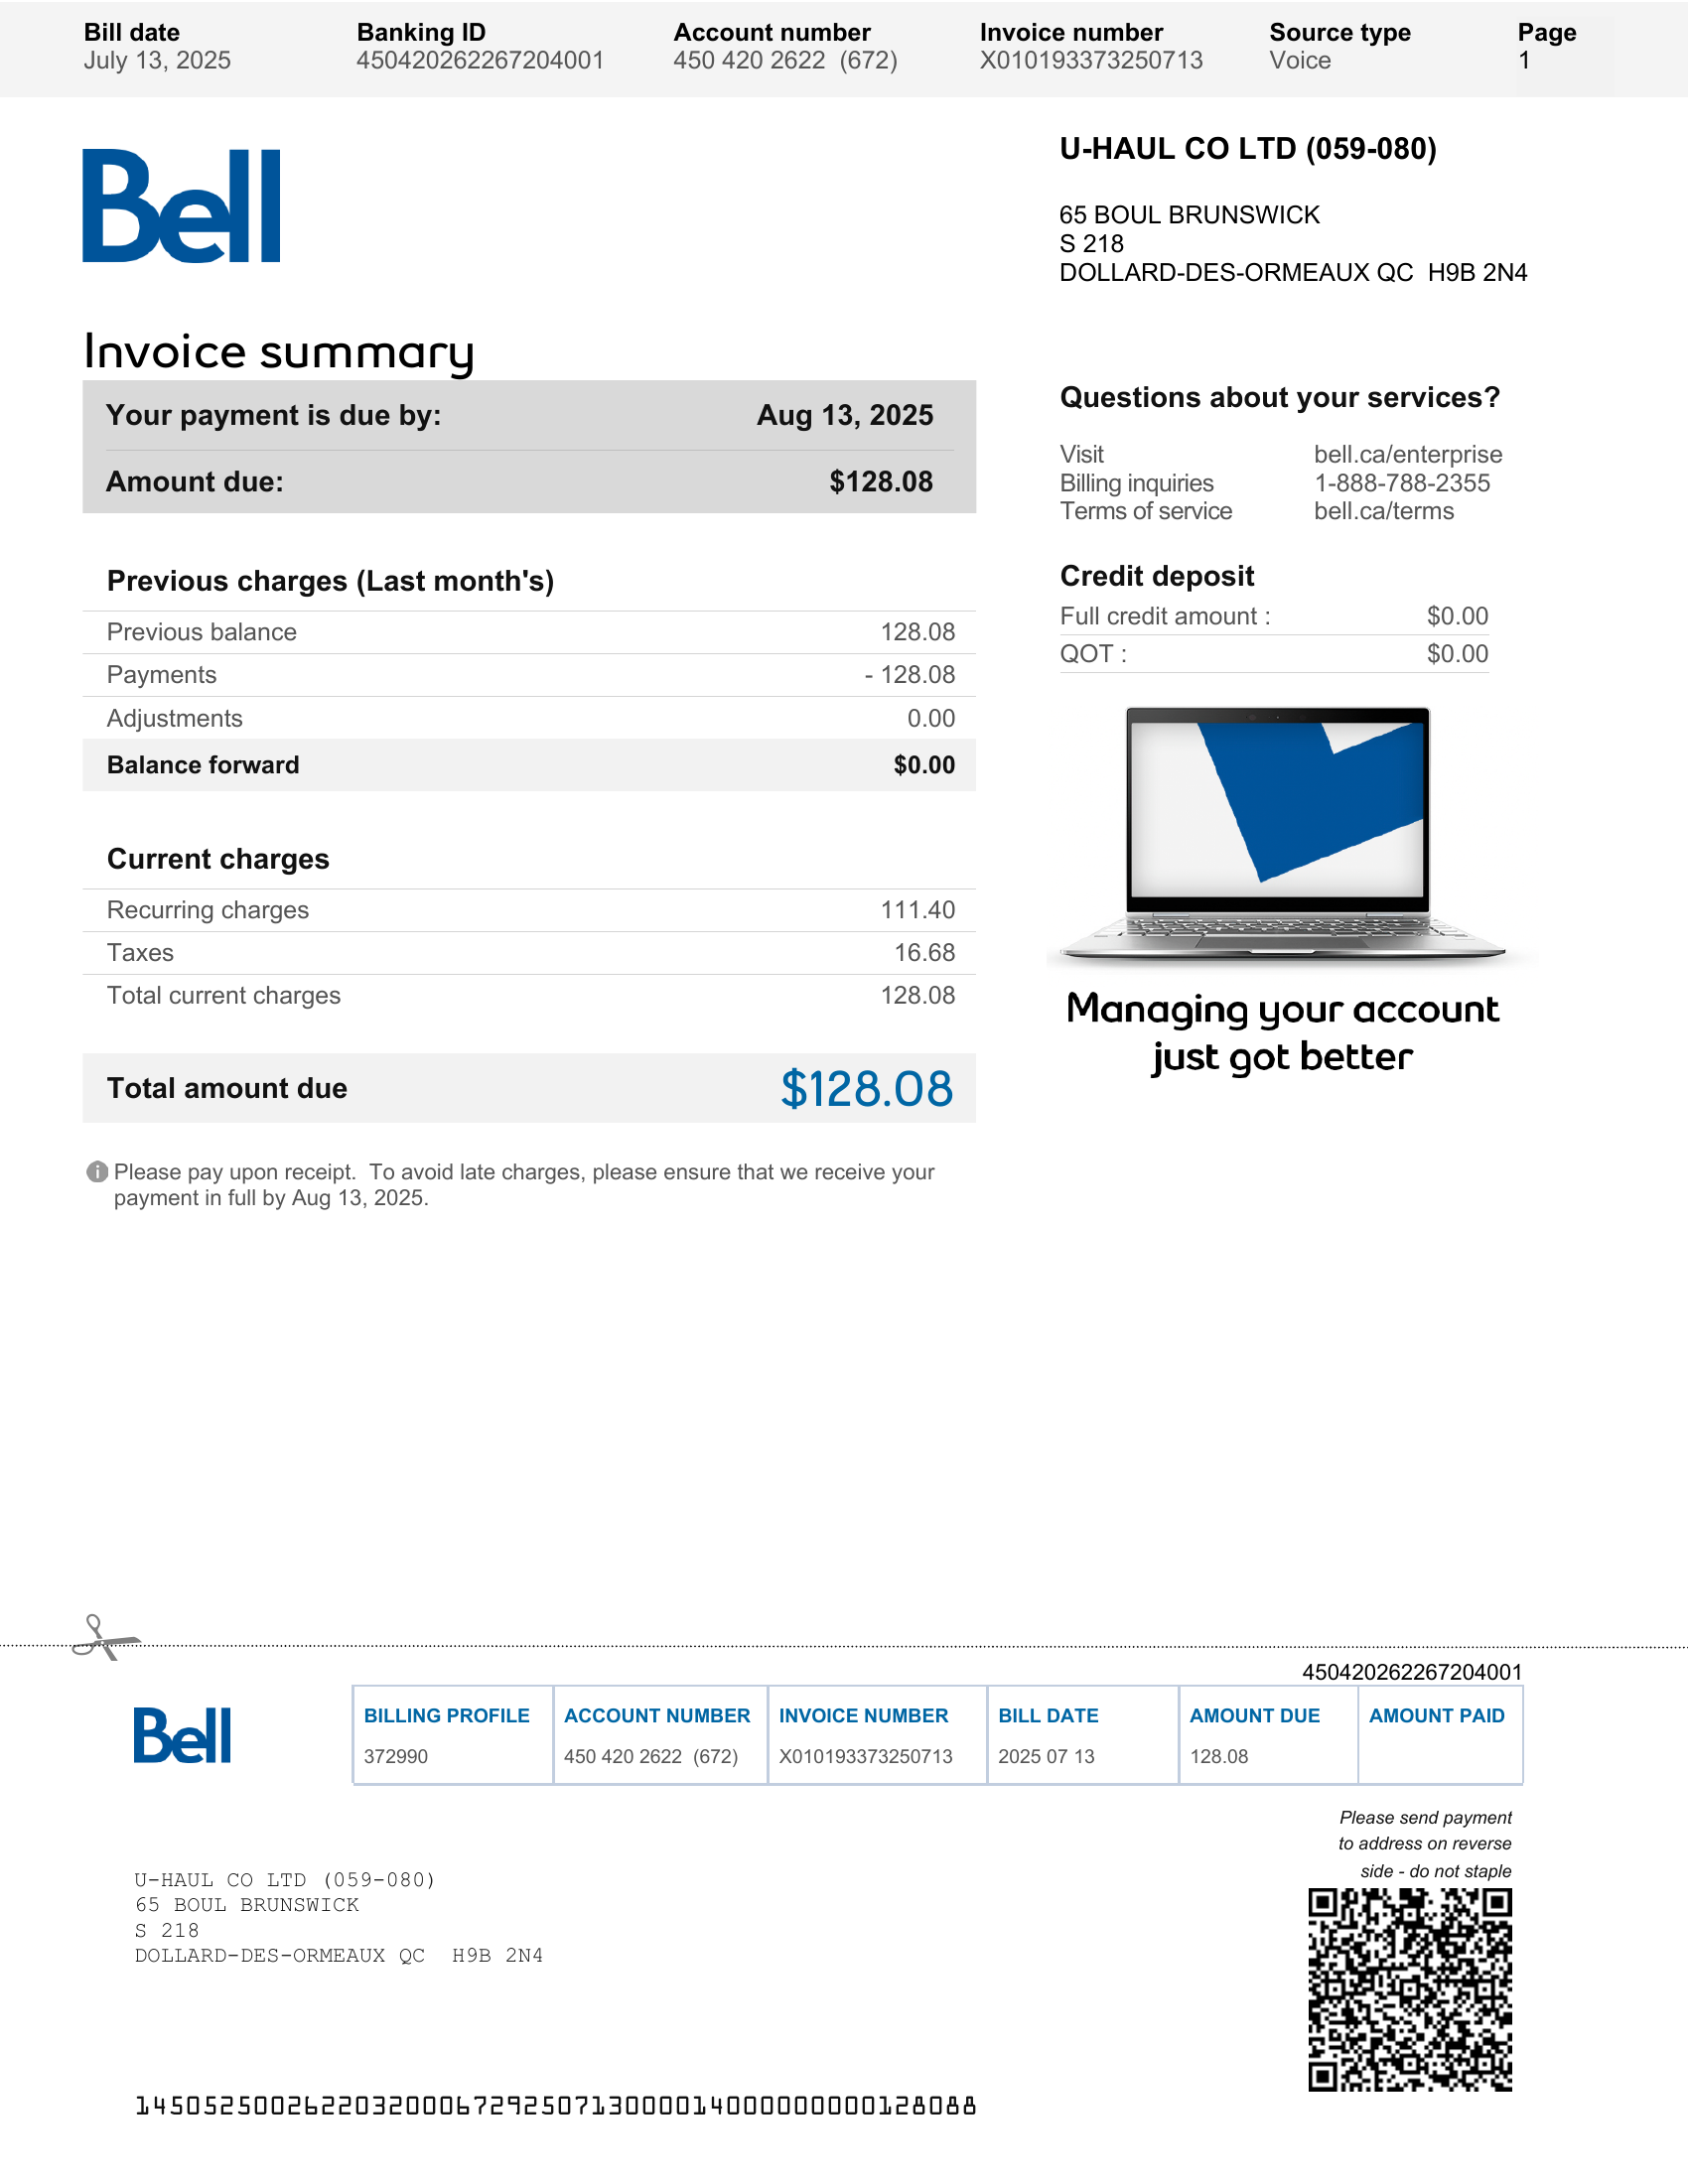 Bill date
July 13, 2025
Banking ID
450420262267204001
Account number
450 420 2622 (672)
Invoice number
X010193373250713
Source type
Voice
Page
1
Bell
U-HAUL CO LTD (059-080)
65 BOUL BRUNSWICK
S 218
DOLLARD-DES-ORMEAUX QC H9B 2N4
Invoice summary
Your payment is due by: Aug 13, 2025
Amount due: $128.08
Previous charges (Last month's)
Previous balance 128.08
Payments - 128.08
Adjustments 0.00
Balance forward $0.00
Current charges
Recurring charges 111.40
Taxes 16.68
Total current charges 128.08
Total amount due $128.08
Please pay upon receipt. To avoid late charges, please ensure that we receive your
payment in full by Aug 13, 2025.
Questions about your services?
Visit bell.ca/enterprise
Billing inquiries 1-888-788-2355
Terms of service bell.ca/terms
Credit deposit
Full credit amount : $0.00
QOT : $0.00
Managing your account
just got better
450420262267204001
Bell
BILLING PROFILE ACCOUNT NUMBER INVOICE NUMBER BILL DATE AMOUNT DUE AMOUNT PAID
372990 450 420 2622 (672) X010193373250713 2025 07 13 128.08
Please send payment
to address on reverse
side - do not staple
U-HAUL CO LTD (059-080)
65 BOUL BRUNSWICK
S 218
DOLLARD-DES-ORMEAUX QC H9B 2N4
14505250026220320006729250713000014000000000128088